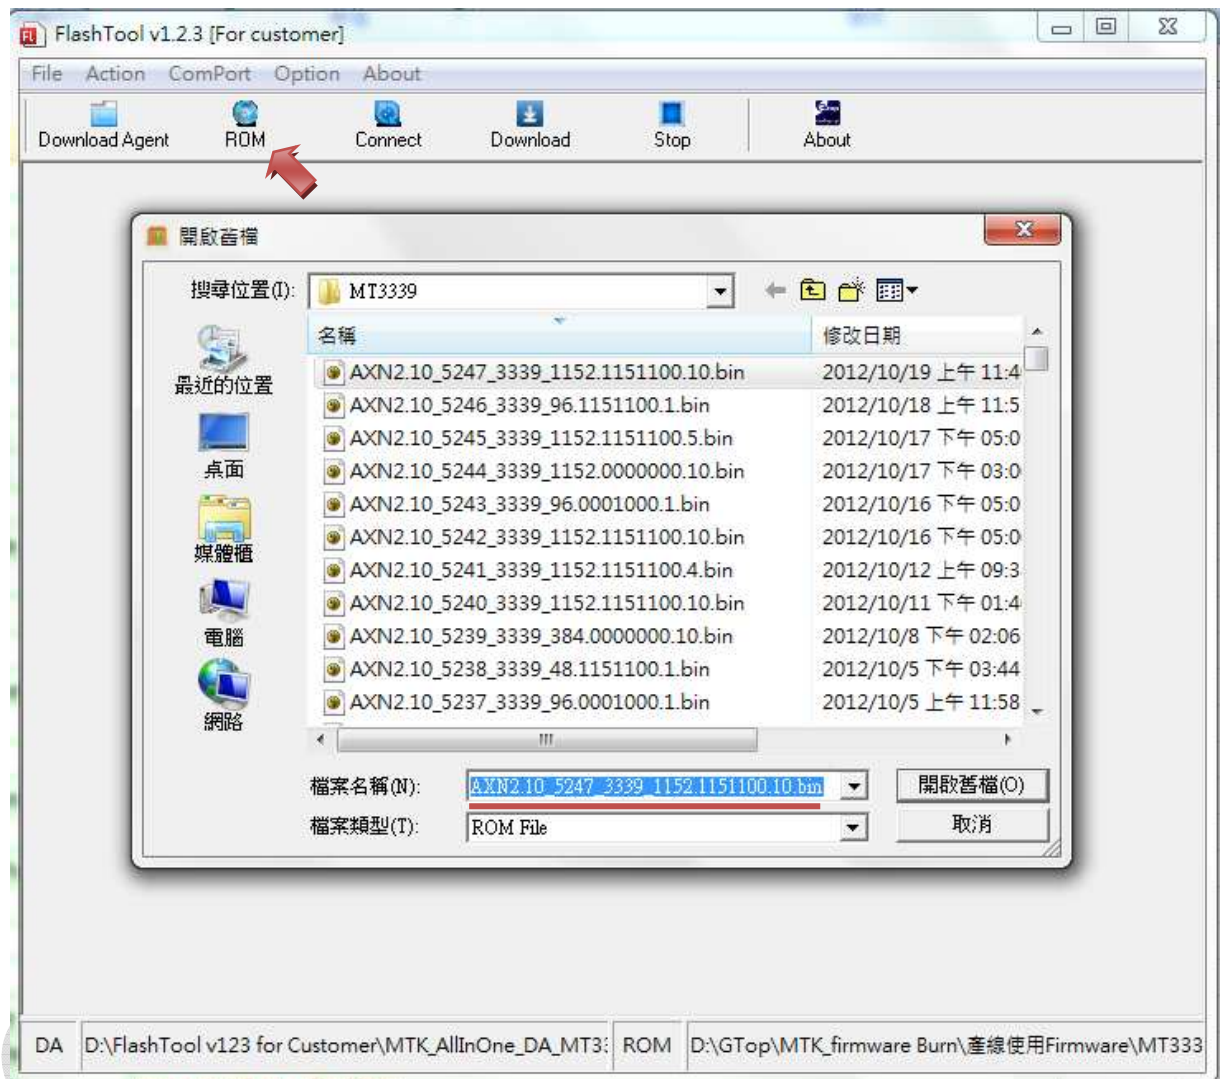 FlashTool v1.2.3 [For customer]
File Action ComPort Option About
Download Agent ROM Connect Download Stop About
開啟舊檔
搜尋位置(I): MT3339
名稱 修改日期
AXN2.10_5247_3339_1152.1151100.10.bin 2012/10/19 上午 11:4
AXN2.10_5246_3339_96.1151100.1.bin 2012/10/18 上午 11:5
AXN2.10_5245_3339_1152.1151100.5.bin 2012/10/17 下午 05:0
AXN2.10_5244_3339_1152.0000000.10.bin 2012/10/17 下午 03:0
AXN2.10_5243_3339_96.0001000.1.bin 2012/10/16 下午 05:0
AXN2.10_5242_3339_1152.1151100.10.bin 2012/10/16 下午 05:0
AXN2.10_5241_3339_1152.1151100.4.bin 2012/10/12 上午 09:3
AXN2.10_5240_3339_1152.1151100.10.bin 2012/10/11 下午 01:4
AXN2.10_5239_3339_384.0000000.10.bin 2012/10/8 下午 02:06
AXN2.10_5238_3339_48.1151100.1.bin 2012/10/5 下午 03:44
AXN2.10_5237_3339_96.0001000.1.bin 2012/10/5 上午 11:58
最近的位置
桌面
媒體櫃
電腦
網路
檔案名稱(N): AXN2.10_5247_3339_1152.1151100.10.bin 開啟舊檔(O)
檔案類型(T): ROM File 取消
DA D:\FlashTool v123 for Customer\MTK_AllInOne_DA_MT33 ROM D:\GTop\MTK_firmware Burn\產線使用Firmware\MT333